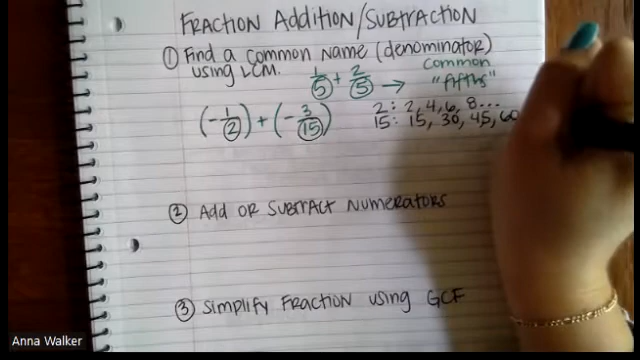 FRACTION ADDITION/SUBTRACTION
① Find a common name (denominator)
using LCM.
1/5 + 2/5 → common
"fifths"
(-1/2) + (-3/15)
2: 2, 4, 6, 8...
15: 15, 30, 45, 60
② Add OR SUBTRACT NUMERATORS
③ Simplify FRACTION using GCF
Anna Walker